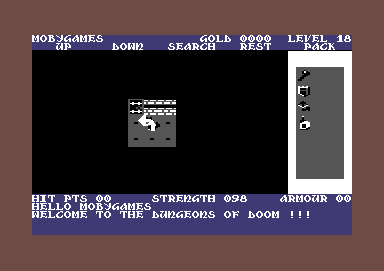 MOBYGAMES GOLD 0000 LEVEL 18
UP DOWN SEARCH REST PACK
HIT PTS 00 STRENGTH 098 ARMOUR 00
HELLO MOBYGAMES
WELCOME TO THE DUNGEONS OF DOOM !!!